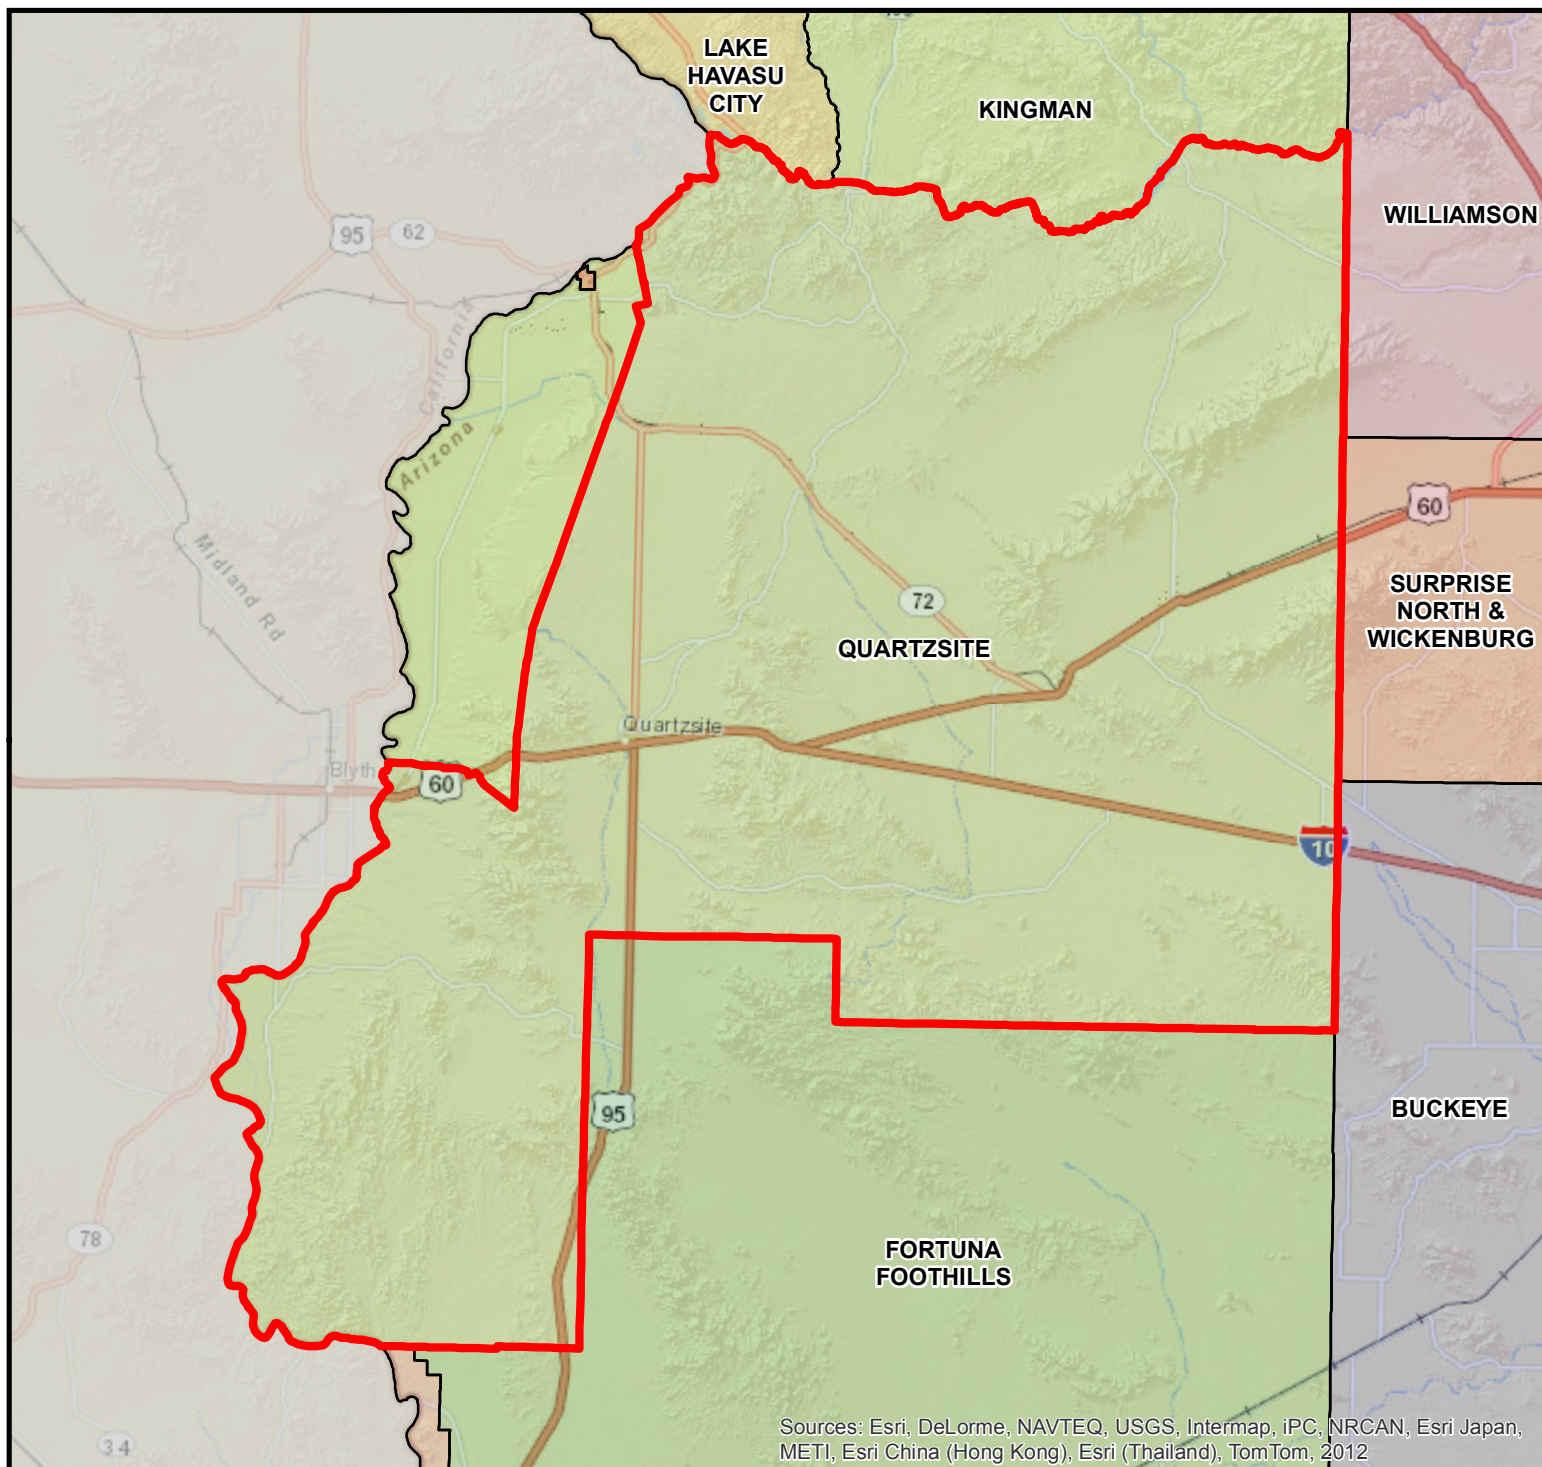 LAKE
HAVASU
CITY
KINGMAN
WILLIAMSON
95
62
California
Arizona
60
Midland Rd
SURPRISE
NORTH &
WICKENBURG
72
QUARTZSITE
Quartzsite
Blyth
60
10
95
BUCKEYE
78
FORTUNA
FOOTHILLS
34
Sources: Esri, DeLorme, NAVTEQ, USGS, Intermap, iPC, NRCAN, Esri Japan,
METI, Esri China (Hong Kong), Esri (Thailand), TomTom, 2012